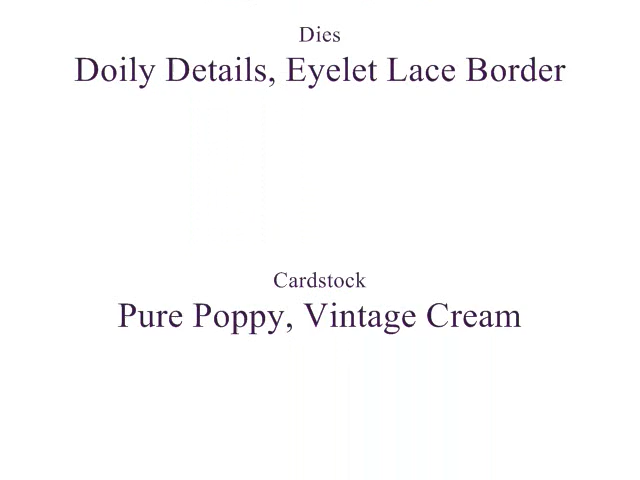 Dies
Doily Details, Eyelet Lace Border
Cardstock
Pure Poppy, Vintage Cream